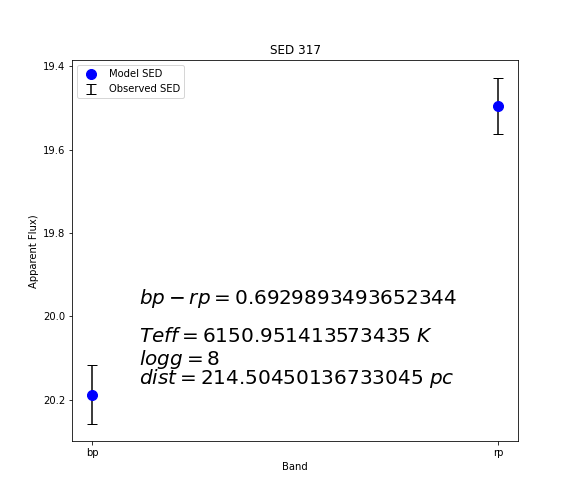 SED 317
Model SED
Observed SED
19.4
19.6
19.8
20.0
20.2
Apparent Flux)
bp − rp = 0.6929893493652344
Teff = 6150.951413573435 K
logg = 8
dist = 214.50450136733045 pc
bp
rp
Band